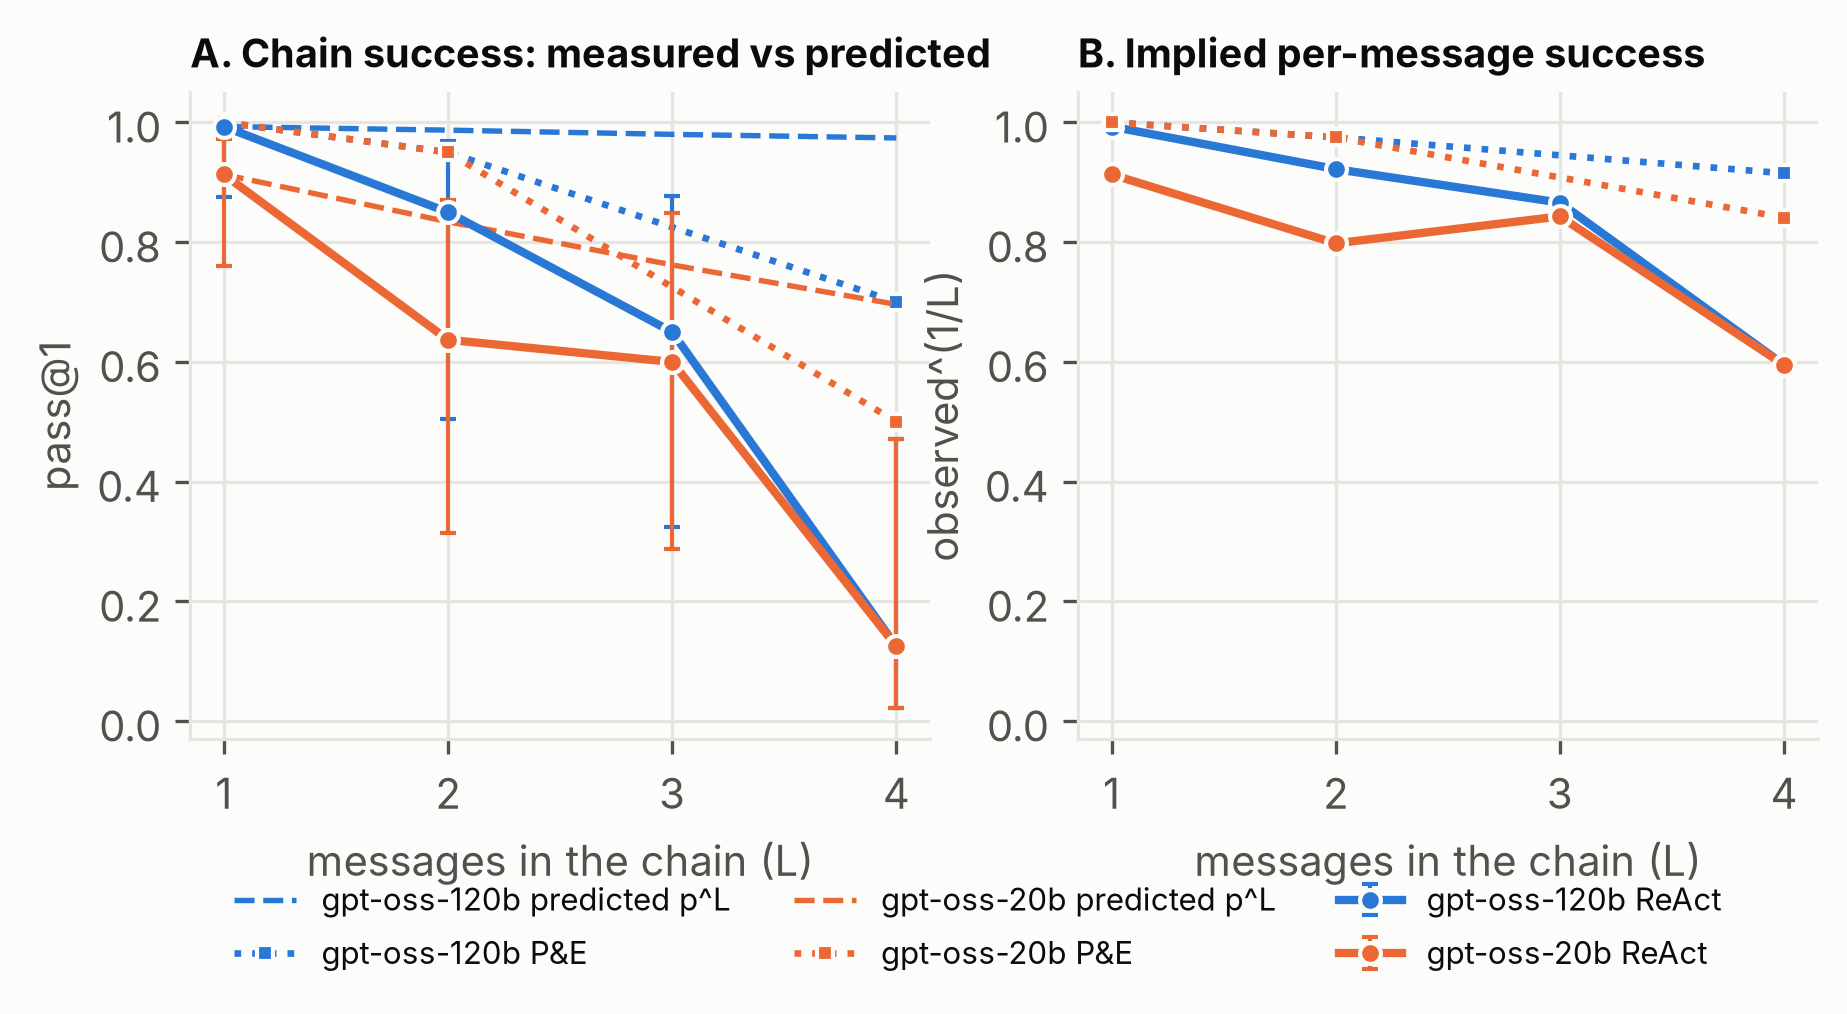 A. Chain success: measured vs predicted
1.0
0.8
0.6
0.4
0.2
0.0
pass@1
1 2 3 4
messages in the chain (L)
B. Implied per-message success
1.0
0.8
0.6
0.4
0.2
0.0
observed^(1/L)
1 2 3 4
messages in the chain (L)
gpt-oss-120b predicted p^L
gpt-oss-20b predicted p^L
gpt-oss-120b ReAct
gpt-oss-120b P&E
gpt-oss-20b P&E
gpt-oss-20b ReAct